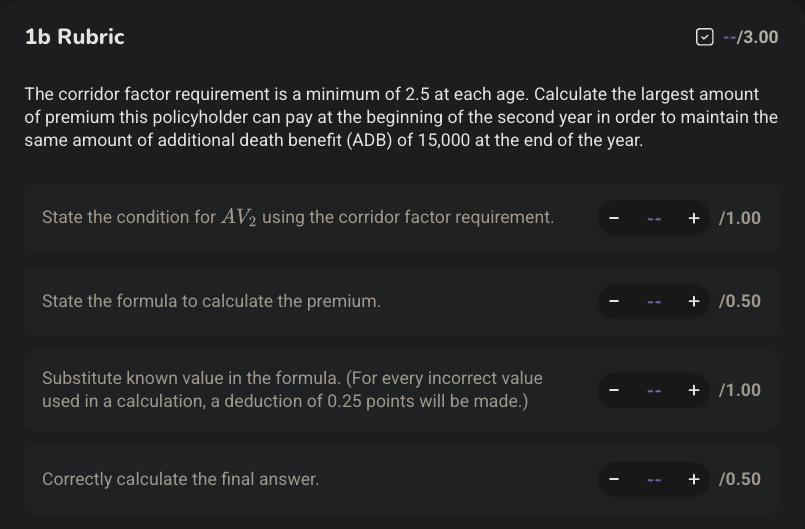 1b Rubric
--/3.00
The corridor factor requirement is a minimum of 2.5 at each age. Calculate the largest amount
of premium this policyholder can pay at the beginning of the second year in order to maintain the
same amount of additional death benefit (ADB) of 15,000 at the end of the year.
State the condition for AV₂ using the corridor factor requirement.
− -- + /1.00
State the formula to calculate the premium.
− -- + /0.50
Substitute known value in the formula. (For every incorrect value
used in a calculation, a deduction of 0.25 points will be made.)
− -- + /1.00
Correctly calculate the final answer.
− -- + /0.50